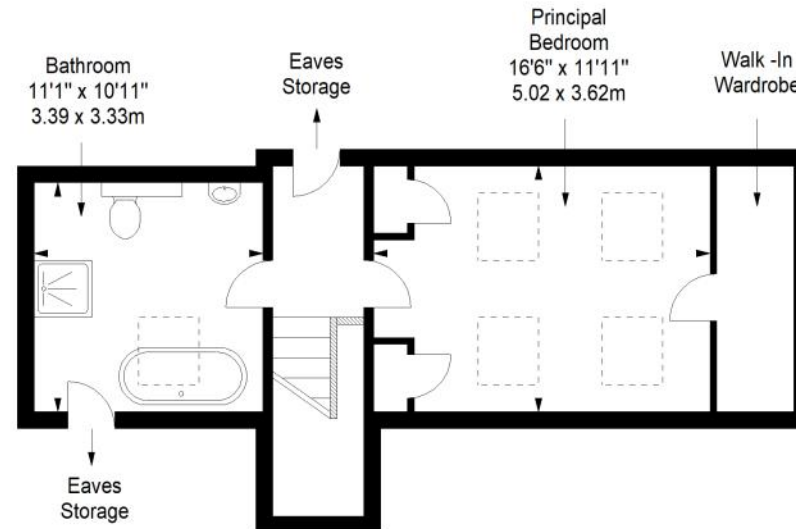 Bathroom
11'1" x 10'11"
3.39 x 3.33m
Eaves
Storage
Principal
Bedroom
16'6" x 11'11"
5.02 x 3.62m
Walk -In
Wardrobe
Eaves
Storage